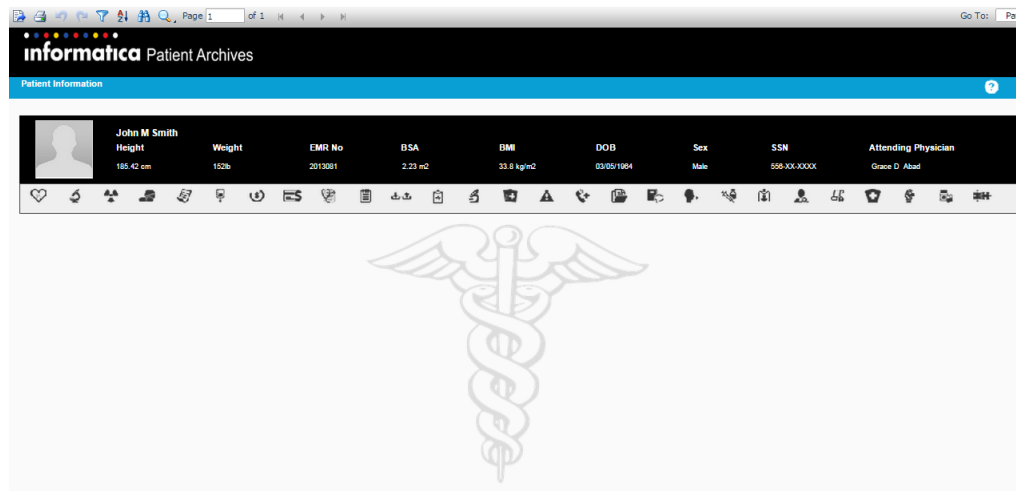 Page 1 of 1 Go To: Pa
informatica Patient Archives
Patient Information
?
John M Smith
Height Weight EMR No BSA BMI DOB Sex SSN Attending Physician
185.42 cm 152lb 2013081 2.23 m2 33.8 kg/m2 03/05/1964 Male 556-XX-XXXX Grace D Abad